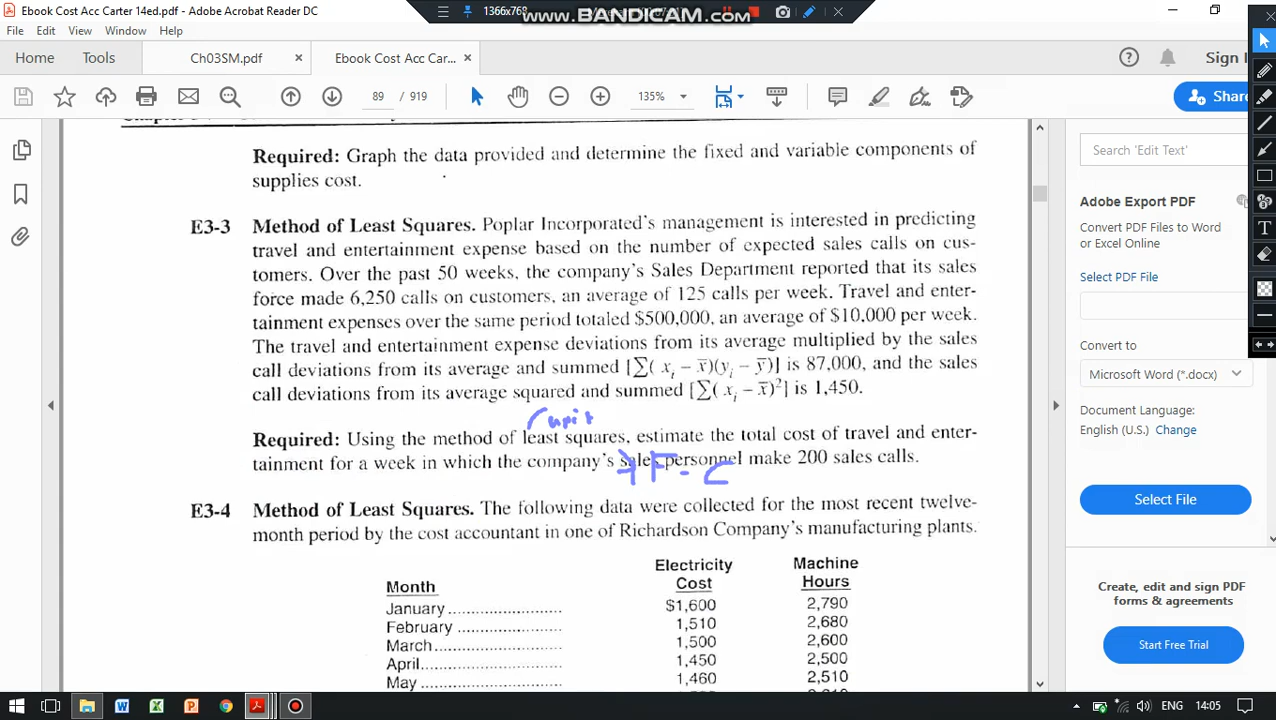 Ebook Cost Acc Carter 14ed.pdf - Adobe Acrobat Reader DC
1366x768
www.BANDICAM.com
File Edit View Window Help
Home Tools Ch03SM.pdf Ebook Cost Acc Car... Sign
89 / 919 135% Share
Required: Graph the data provided and determine the fixed and variable components of
supplies cost.
E3-3 Method of Least Squares. Poplar Incorporated's management is interested in predicting
travel and entertainment expense based on the number of expected sales calls on cus-
tomers. Over the past 50 weeks, the company's Sales Department reported that its sales
force made 6,250 calls on customers, an average of 125 calls per week. Travel and enter-
tainment expenses over the same period totaled $500,000, an average of $10,000 per week.
The travel and entertainment expense deviations from its average multiplied by the sales
call deviations from its average and summed [∑( xᵢ – x̅)(yᵢ – y̅)] is 87,000, and the sales
call deviations from its average squared and summed [∑( xᵢ – x̅)²] is 1,450.
unit
Required: Using the method of least squares, estimate the total cost of travel and enter-
tainment for a week in which the company's sales personnel make 200 sales calls.
F - C
E3-4 Method of Least Squares. The following data were collected for the most recent twelve-
month period by the cost accountant in one of Richardson Company's manufacturing plants.
Electricity Machine
Month Cost Hours
January $1,600 2,790
February 1,510 2,680
March 1,500 2,600
April 1,450 2,500
May 1,460 2,510
Search 'Edit Text'
Adobe Export PDF
Convert PDF Files to Word
or Excel Online
Select PDF File
Convert to
Microsoft Word (*.docx)
Document Language:
English (U.S.) Change
Select File
Create, edit and sign PDF
forms & agreements
Start Free Trial
ENG 14:05